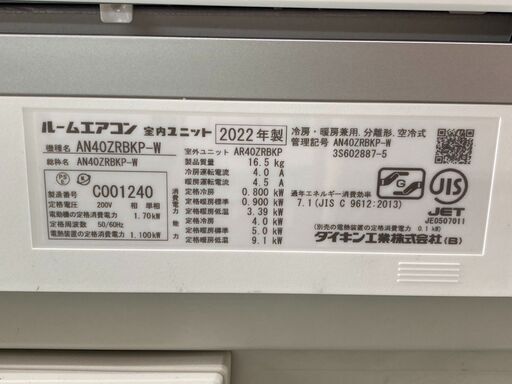 ルームエアコン 室内ユニット
2022年製
冷房・暖房兼用、分離形、空冷式
管理記号 AN40ZRBKP-W
3S602887-5
機種名 AN40ZRBKP-W
総称名 AN40ZRBKP-W
製造番号 C001240
定格電圧 200V 相 単相
電動機の定格消費電力 1.70kW
定格周波数 50/60Hz
電熱装置の定格消費電力 1.100kW
室外ユニット AR40ZRBKP
製品質量 16.5 kg
冷房運転電流 4.0 A
暖房運転電流 4.5 A
消費電力
定格冷房 0.800 kW
定格暖房標準 0.900 kW
定格暖房低温 3.39 kW
能力
定格冷房 4.0 kW
定格暖房標準 5.0 kW
定格暖房低温 9.1 kW
通年エネルギー消費効率
7.1(JIS C 9612:2013)
JIS
JET
JE0507011
(別売の電熱装置の定格消費電力 0.1 kW)
ダイキン工業株式会社(B)